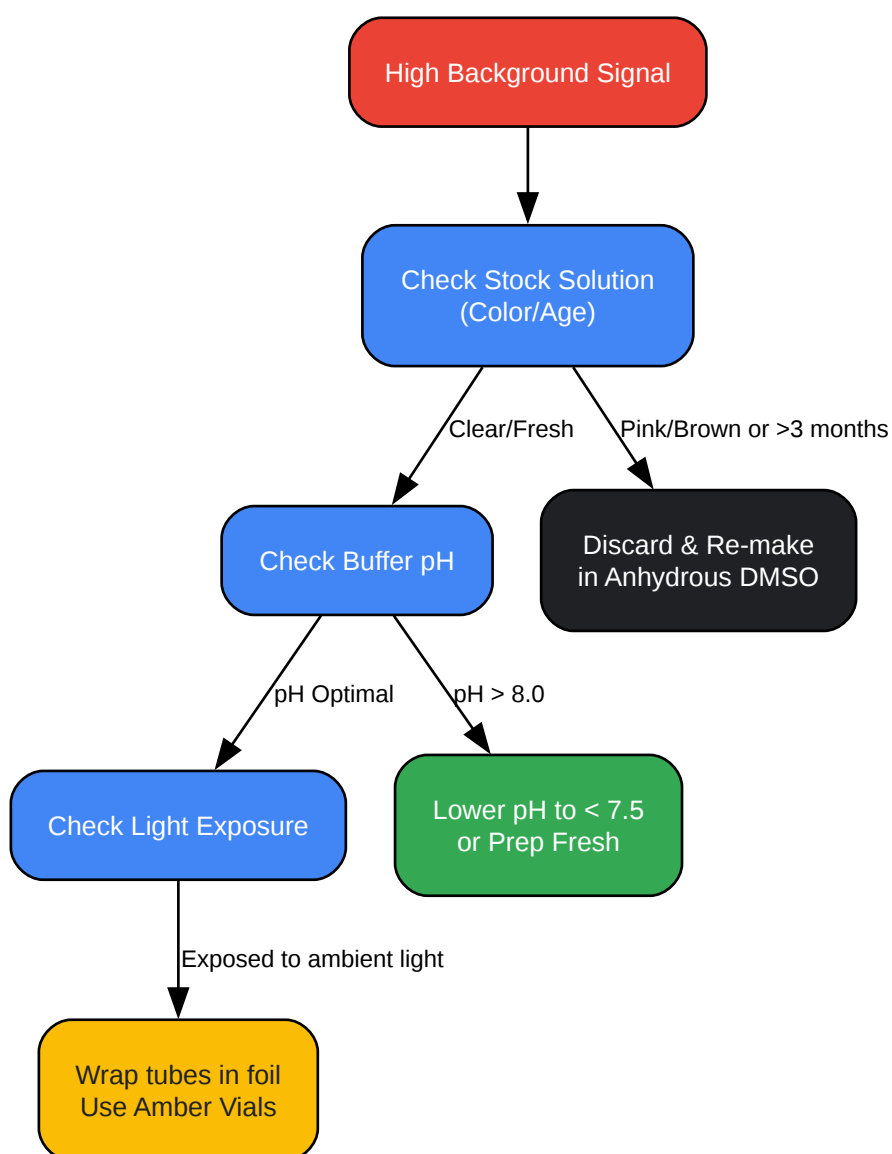 High Background Signal
Check Stock Solution
(Color/Age)
Clear/Fresh
Pink/Brown or >3 months
Check Buffer pH
Discard & Re-make
in Anhydrous DMSO
pH Optimal
pH > 8.0
Check Light Exposure
Lower pH to < 7.5
or Prep Fresh
Exposed to ambient light
Wrap tubes in foil
Use Amber Vials